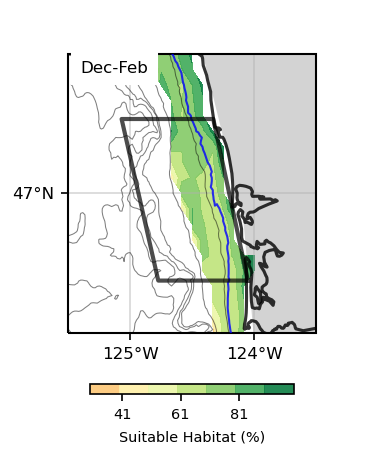 Dec-Feb
47°N
125°W 124°W
41 61 81
Suitable Habitat (%)